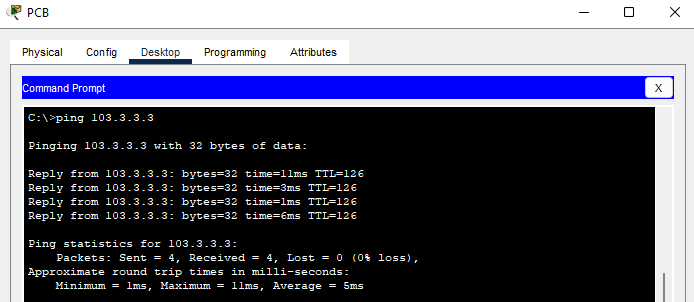 PCB
Physical Config Desktop Programming Attributes
Command Prompt
X
C:\>ping 103.3.3.3
Pinging 103.3.3.3 with 32 bytes of data:
Reply from 103.3.3.3: bytes=32 time=11ms TTL=126
Reply from 103.3.3.3: bytes=32 time=3ms TTL=126
Reply from 103.3.3.3: bytes=32 time=1ms TTL=126
Reply from 103.3.3.3: bytes=32 time=6ms TTL=126
Ping statistics for 103.3.3.3:
Packets: Sent = 4, Received = 4, Lost = 0 (0% loss),
Approximate round trip times in milli-seconds:
Minimum = 1ms, Maximum = 11ms, Average = 5ms